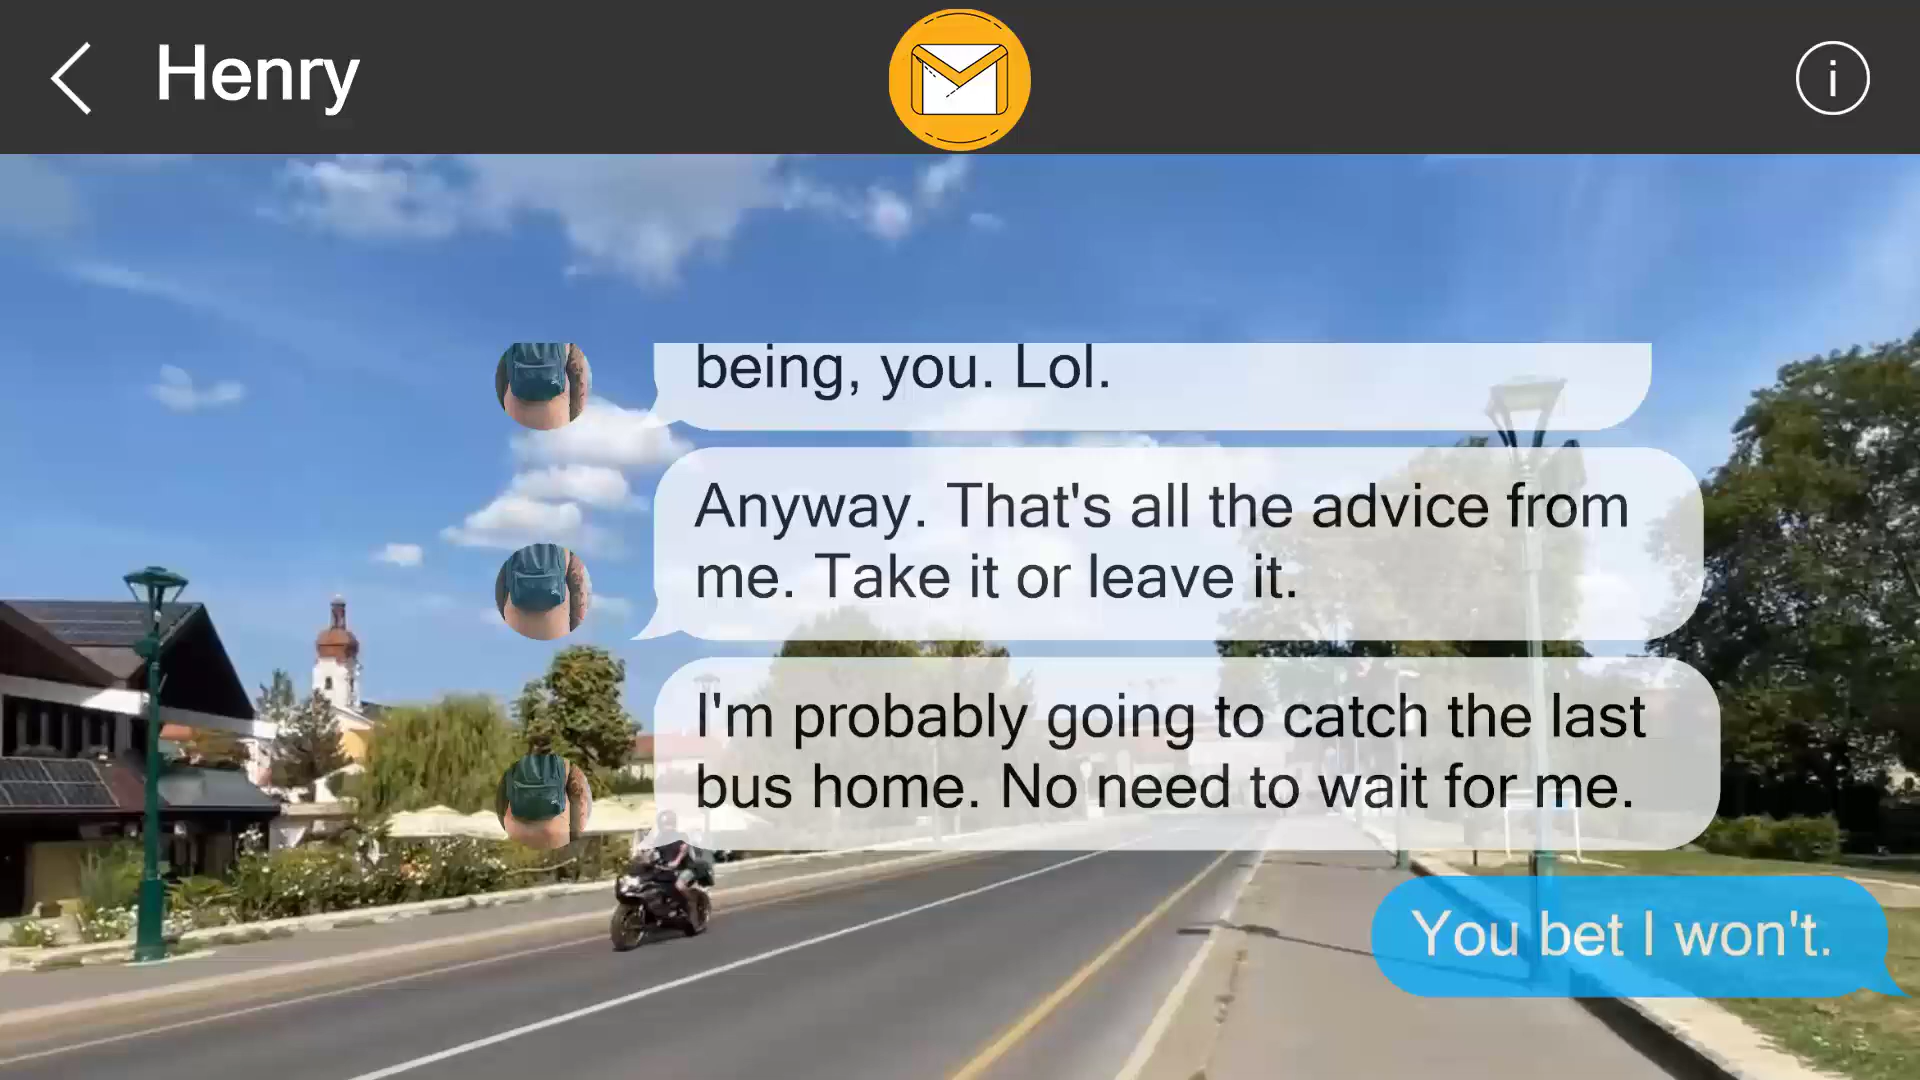 Henry
being, you. Lol.
Anyway. That's all the advice from
me. Take it or leave it.
I'm probably going to catch the last
bus home. No need to wait for me.
You bet I won't.